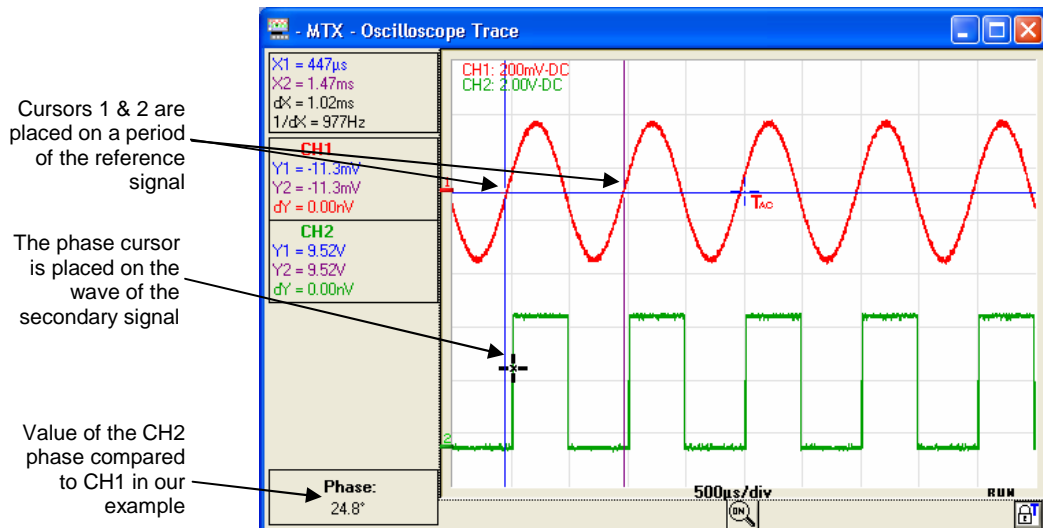 - MTX - Oscilloscope Trace
X1 = 447µs
X2 = 1.47ms
dX = 1.02ms
1/dX = 977Hz
CH1
Y1 = -11.3mV
Y2 = -11.3mV
dY = 0.00nV
CH2
Y1 = 9.52V
Y2 = 9.52V
dY = 0.00nV
CH1: 200mV-DC
CH2: 2.00V-DC
Cursors 1 & 2 are
placed on a period
of the reference
signal
1
TAC
The phase cursor
is placed on the
wave of the
secondary signal
2
Value of the CH2
phase compared
to CH1 in our
example
Phase:
24.8°
500µs/div
RUN
ON
T